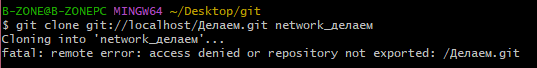 B-ZONE@B-ZONEPC MINGW64 ~/Desktop/git
$ git clone git://localhost/Делаем.git network_делаем
Cloning into 'network_делаем'...
fatal: remote error: access denied or repository not exported: /Делаем.git